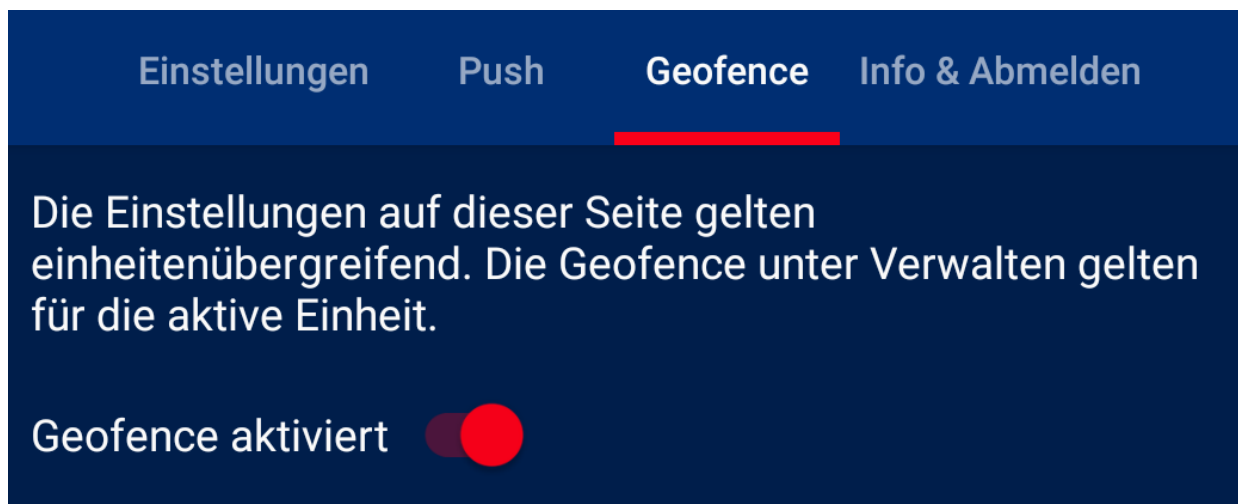 Einstellungen Push Geofence Info & Abmelden
Die Einstellungen auf dieser Seite gelten
einheitenübergreifend. Die Geofence unter Verwalten gelten
für die aktive Einheit.
Geofence aktiviert